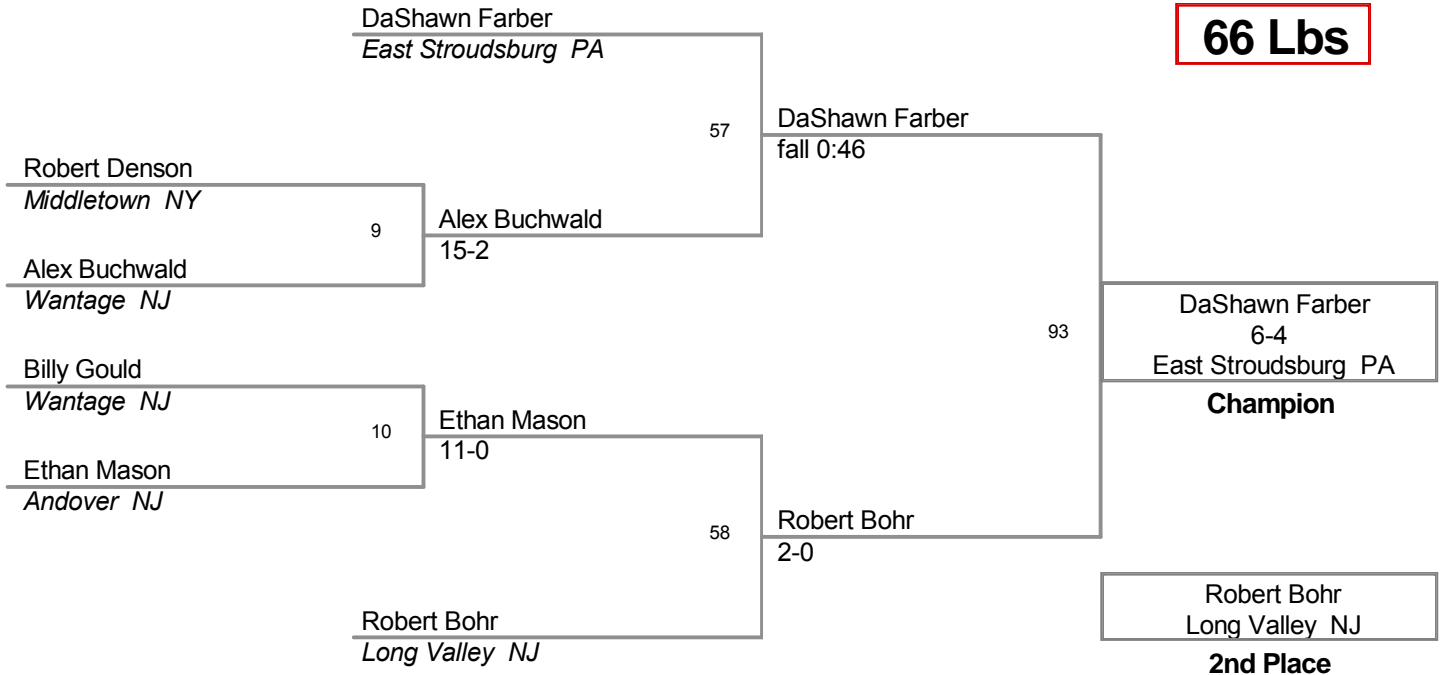 DaShawn Farber
East Stroudsburg PA
66 Lbs
57
DaShawn Farber
fall 0:46
Robert Denson
Middletown NY
9
Alex Buchwald
15-2
Alex Buchwald
Wantage NJ
93
DaShawn Farber
6-4
East Stroudsburg PA
Champion
Billy Gould
Wantage NJ
10
Ethan Mason
11-0
Ethan Mason
Andover NJ
58
Robert Bohr
2-0
Robert Bohr
Long Valley NJ
Robert Bohr
Long Valley NJ
2nd Place